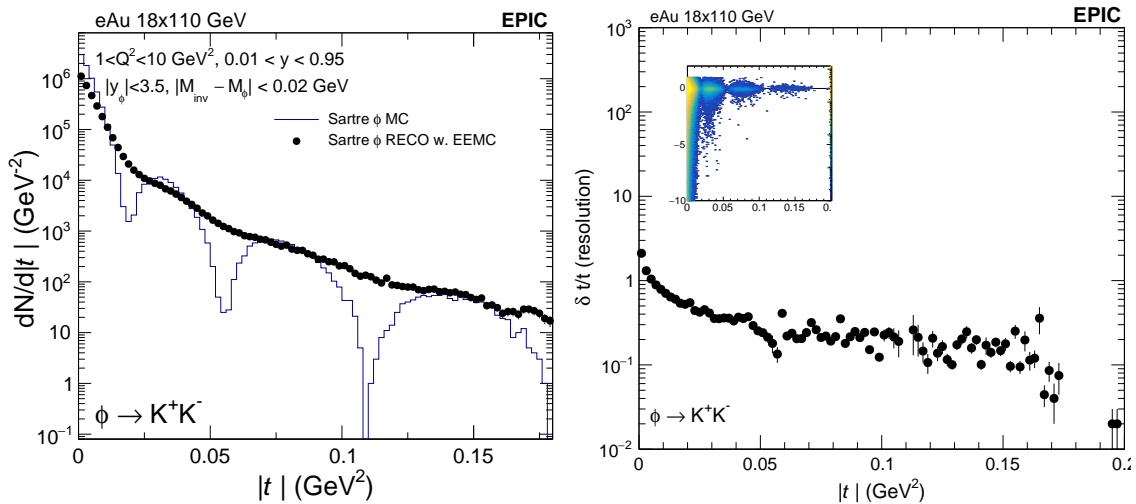 eAu 18x110 GeV EPIC
1<Q²<10 GeV², 0.01 < y < 0.95
|y_ϕ|<3.5, |M_inv − M_ϕ| < 0.02 GeV
Sartre ϕ MC
Sartre ϕ RECO w. EEMC
ϕ → K⁺K⁻
dN/d|t | (GeV⁻²)
10⁶
10⁵
10⁴
10³
10²
10
1
10⁻¹
0 0.05 0.1 0.15
|t | (GeV²)
eAu 18x110 GeV EPIC
δ t/t (resolution)
10³
10²
10
1
10⁻¹
10⁻²
0
−5
−10
0 0.05 0.1 0.15 0.
ϕ → K⁺K⁻
0 0.05 0.1 0.15 0.2
|t | (GeV²)